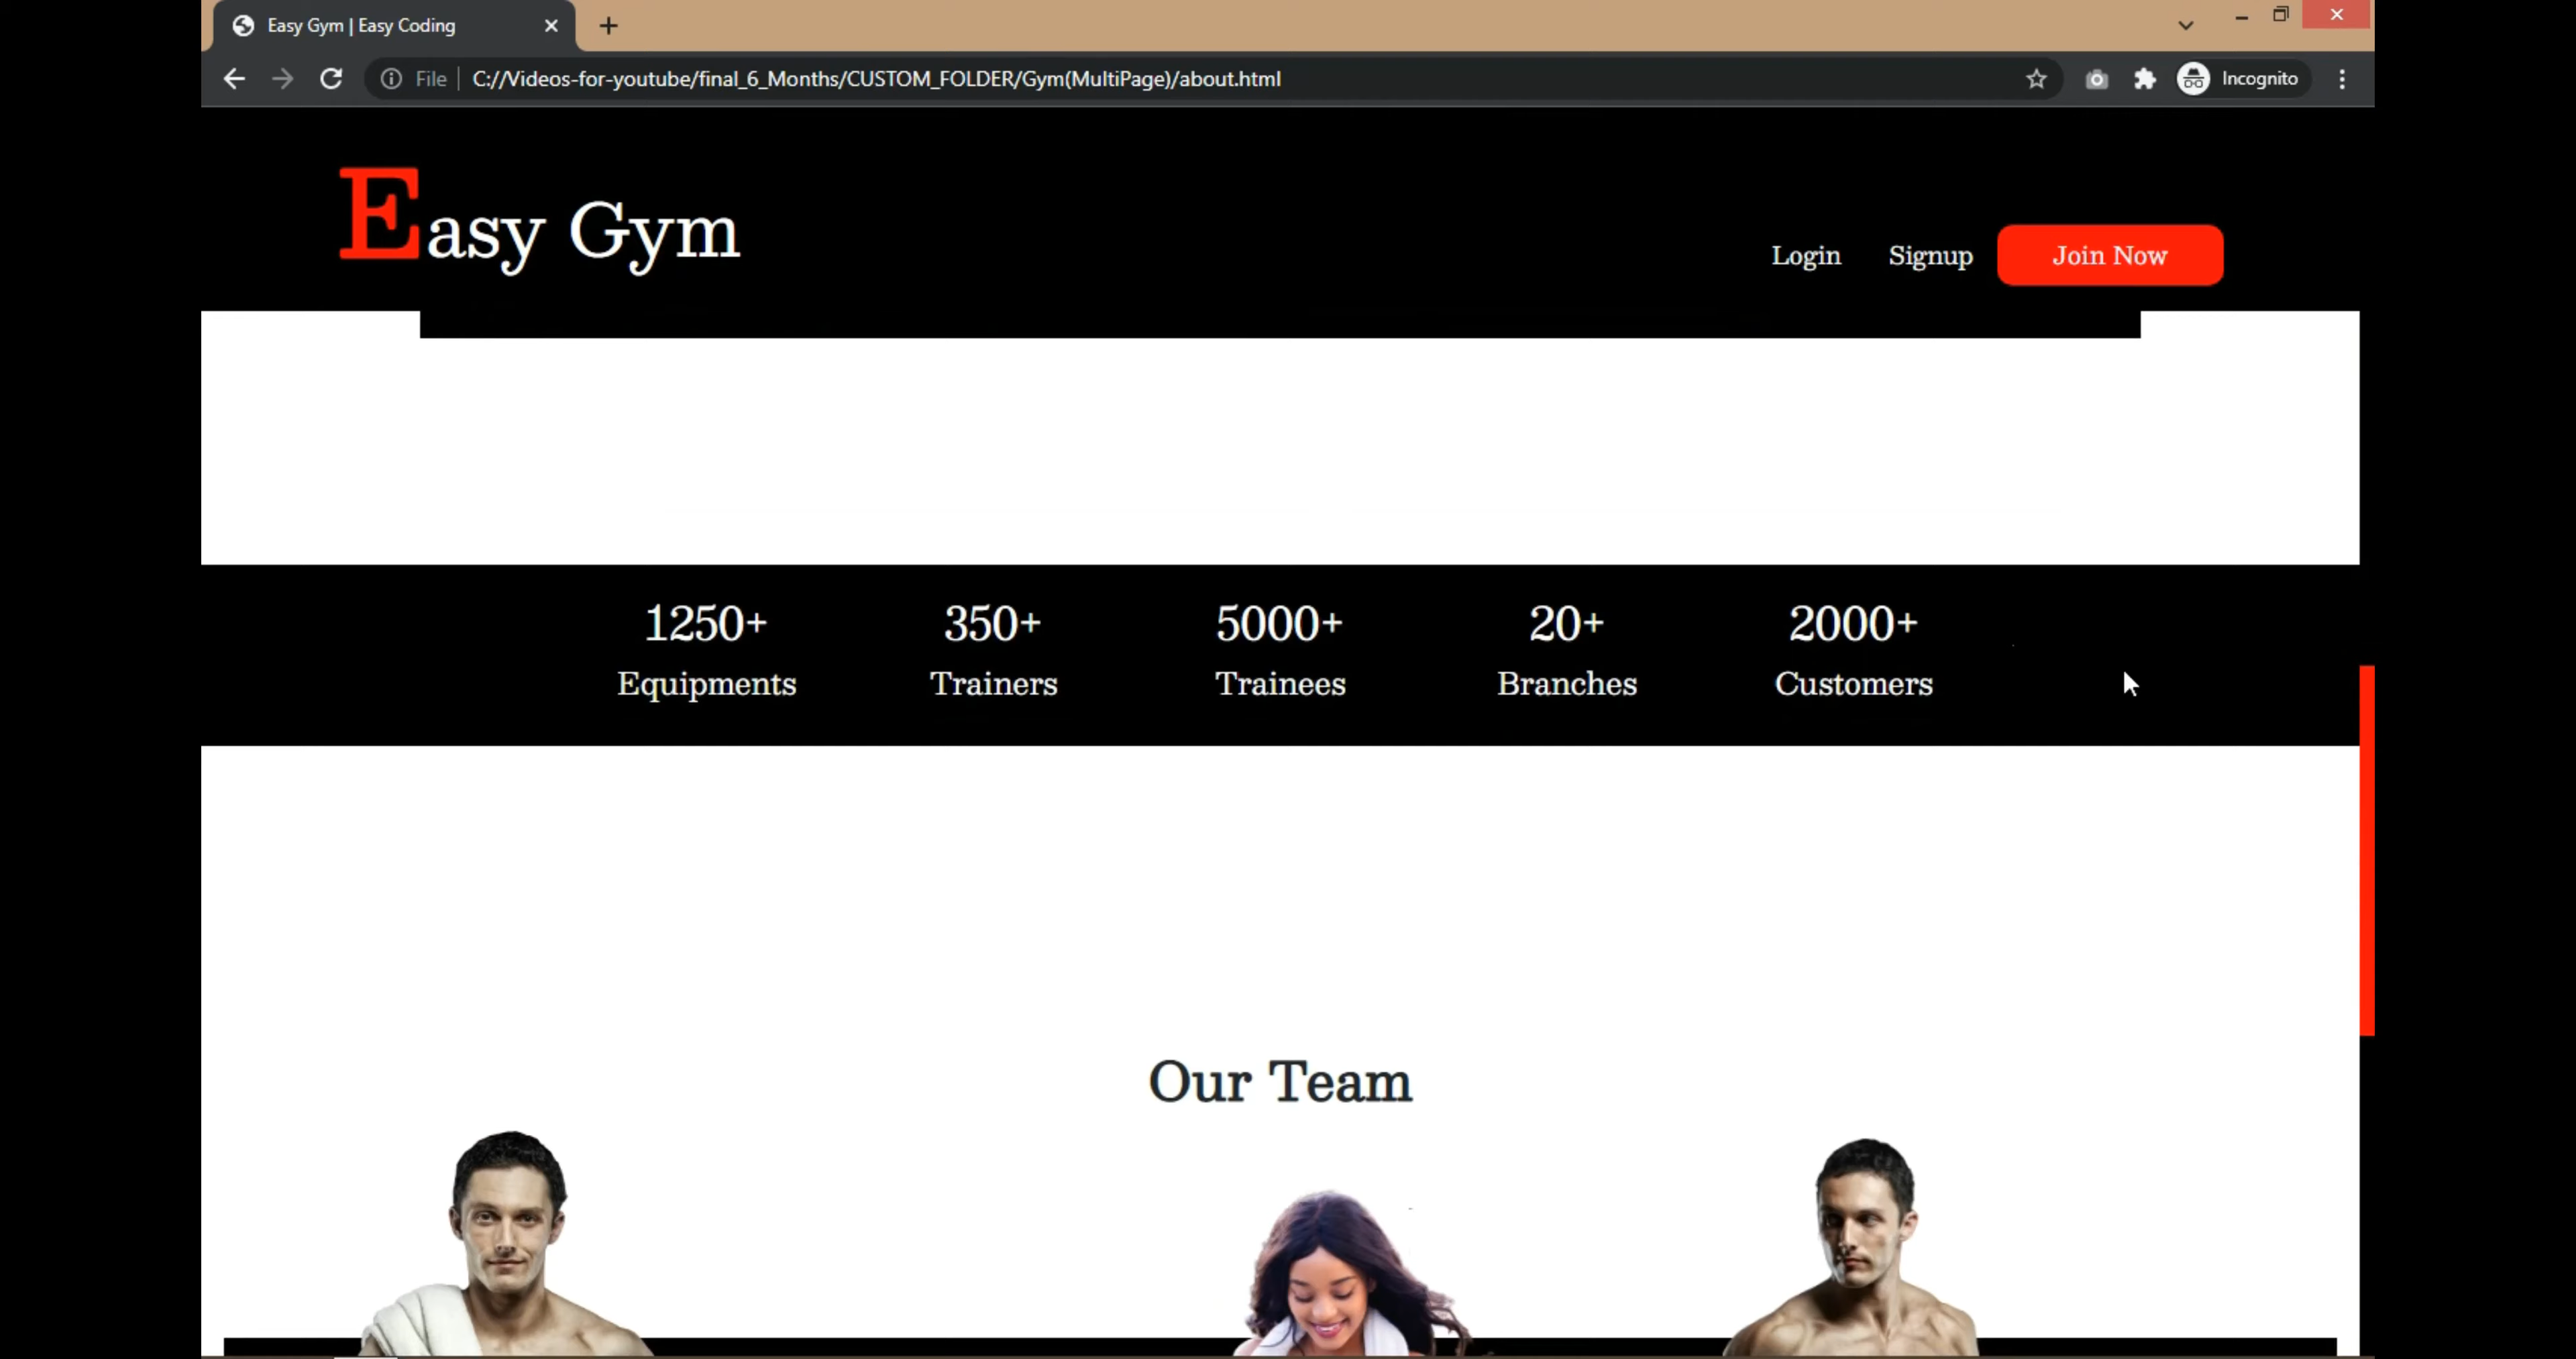 Easy Gym | Easy Coding
File C://Videos-for-youtube/final_6_Months/CUSTOM_FOLDER/Gym(MultiPage)/about.html Incognito
Easy Gym
Login Signup Join Now
1250+ 350+ 5000+ 20+ 2000+
Equipments Trainers Trainees Branches Customers
Our Team